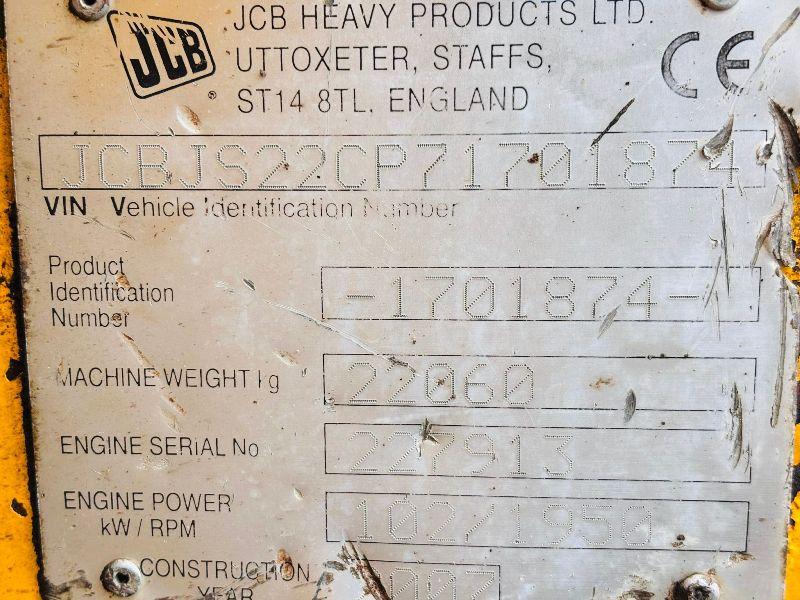 JCB
JCB HEAVY PRODUCTS LTD.
UTTOXETER, STAFFS,
ST14 8TL. ENGLAND
CE
JCBJS22CP71701874
VIN Vehicle Identification Number
Product
Identification
Number
-1701874-
MACHINE WEIGHT kg
22060
ENGINE SERIAL No
227913
ENGINE POWER
kW / RPM
102/1950
CONSTRUCTION
YEAR